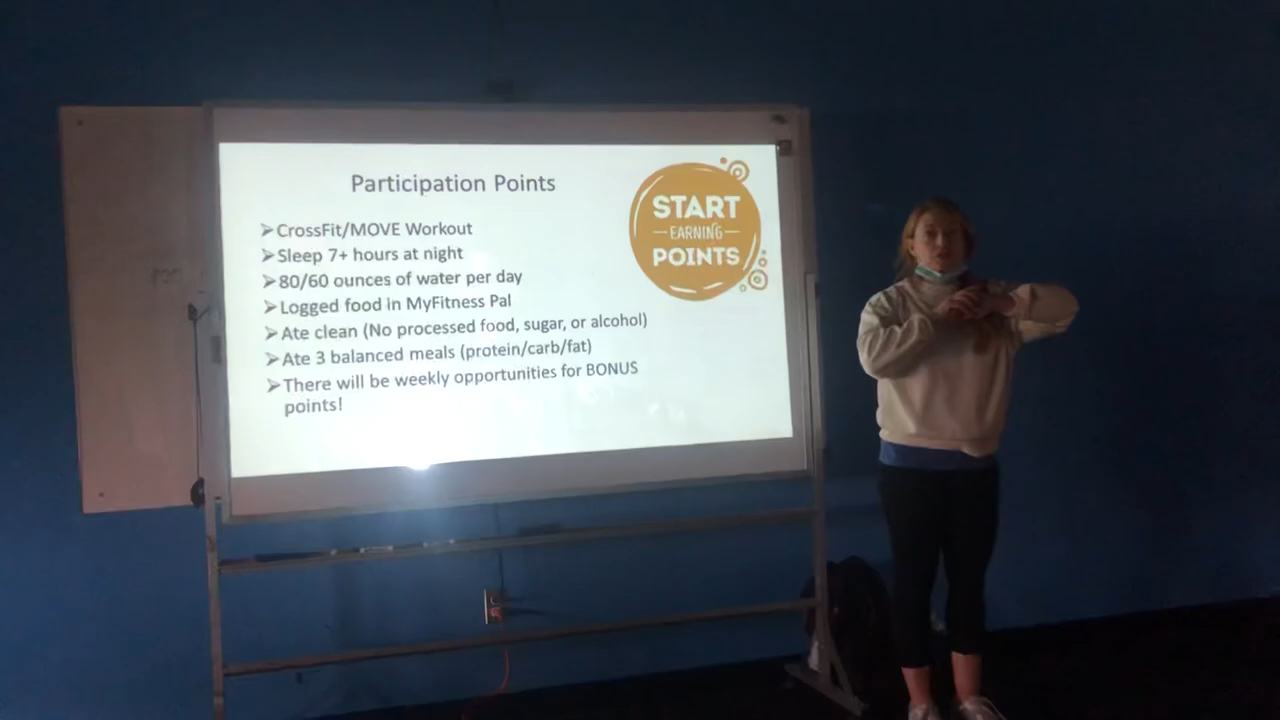 Participation Points
START
EARNING
POINTS
➢CrossFit/MOVE Workout
➢Sleep 7+ hours at night
➢80/60 ounces of water per day
➢Logged food in MyFitness Pal
➢Ate clean (No processed food, sugar, or alcohol)
➢Ate 3 balanced meals (protein/carb/fat)
➢There will be weekly opportunities for BONUS
points!